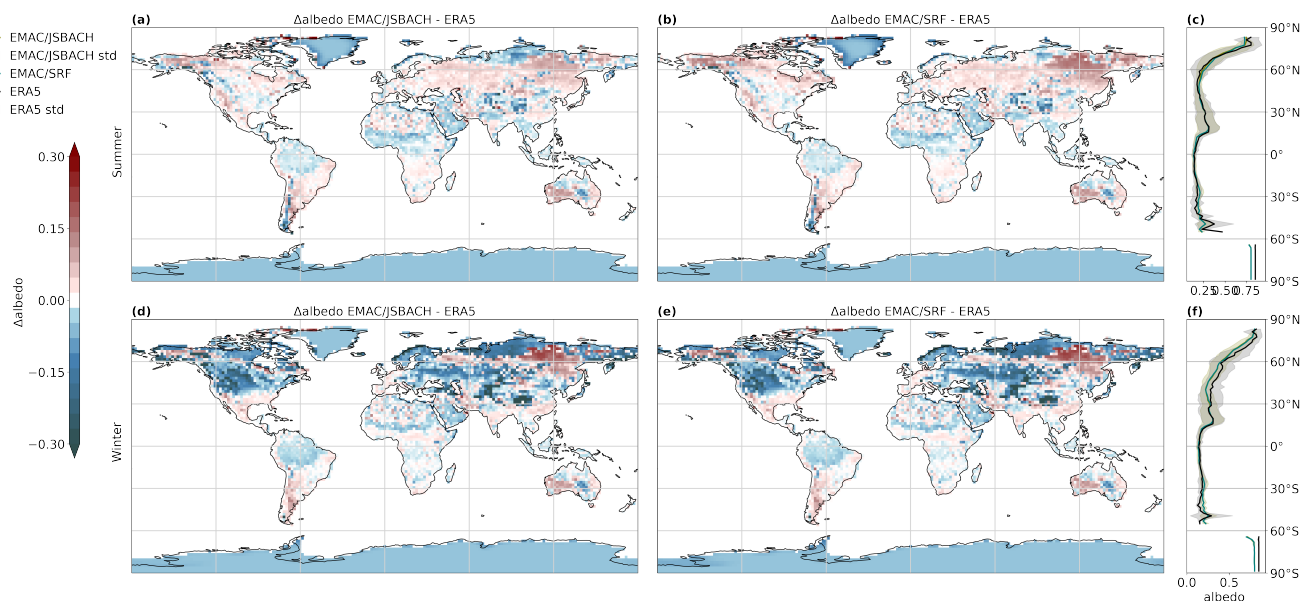 (a) Δalbedo EMAC/JSBACH - ERA5
(b) Δalbedo EMAC/SRF - ERA5
(c)
EMAC/JSBACH
EMAC/JSBACH std
EMAC/SRF
ERA5
ERA5 std
Summer
90°N
60°N
30°N
0°
30°S
60°S
90°S
0.25 0.50 0.75
0.30
0.15
0.00
−0.15
−0.30
Δalbedo
(d) Δalbedo EMAC/JSBACH - ERA5
(e) Δalbedo EMAC/SRF - ERA5
(f)
Winter
90°N
60°N
30°N
0°
30°S
60°S
90°S
0.0 0.5
albedo